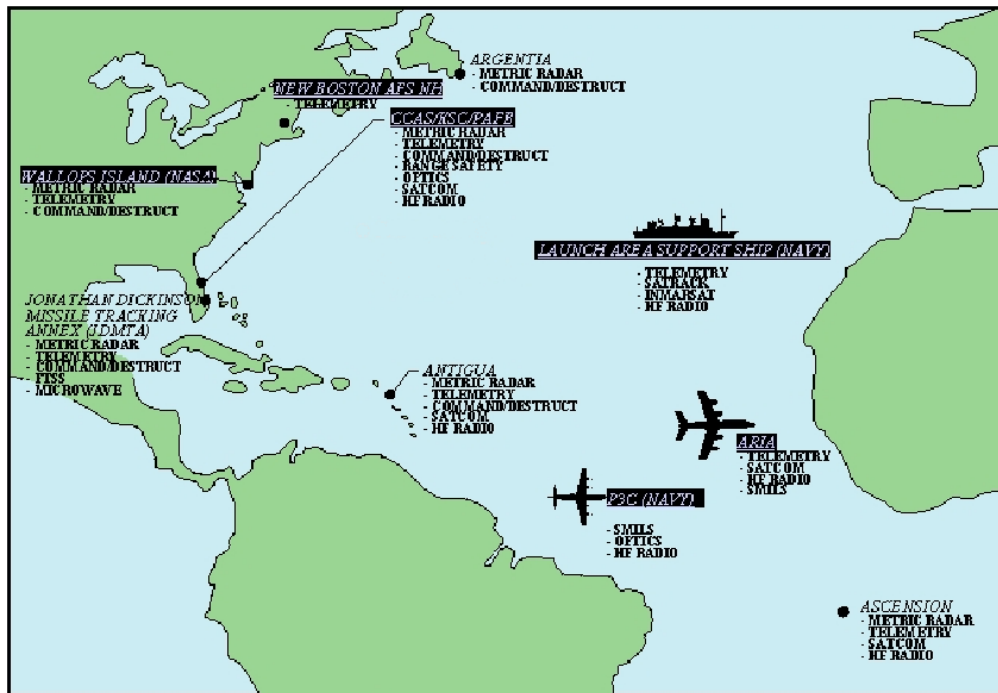 ARGENTIA
- METRIC RADAR
- COMMAND/DESTRUCT
NEW BOSTON AFS NH
- TELEMETRY
CCAS/KSC/PAFB
- METRIC RADAR
- TELEMETRY
- COMMAND/DESTRUCT
- RANGE SAFETY
- OPTICS
- SATCOM
- HF RADIO
WALLOPS ISLAND (NASA)
- METRIC RADAR
- TELEMETRY
- COMMAND/DESTRUCT
LAUNCH AREA SUPPORT SHIP (NAVY)
- TELEMETRY
- SATRACK
- INMARSAT
- HF RADIO
JONATHAN DICKINSON
MISSILE TRACKING
ANNEX (JDMTA)
- METRIC RADAR
- TELEMETRY
- COMMAND/DESTRUCT
- FTSS
- MICROWAVE
ANTIGUA
- METRIC RADAR
- TELEMETRY
- COMMAND/DESTRUCT
- SATCOM
- HF RADIO
ARIA
- TELEMETRY
- SATCOM
- HF RADIO
- SMILS
P3C (NAVY)
- SMILS
- OPTICS
- HF RADIO
ASCENSION
- METRIC RADAR
- TELEMETRY
- SATCOM
- HF RADIO